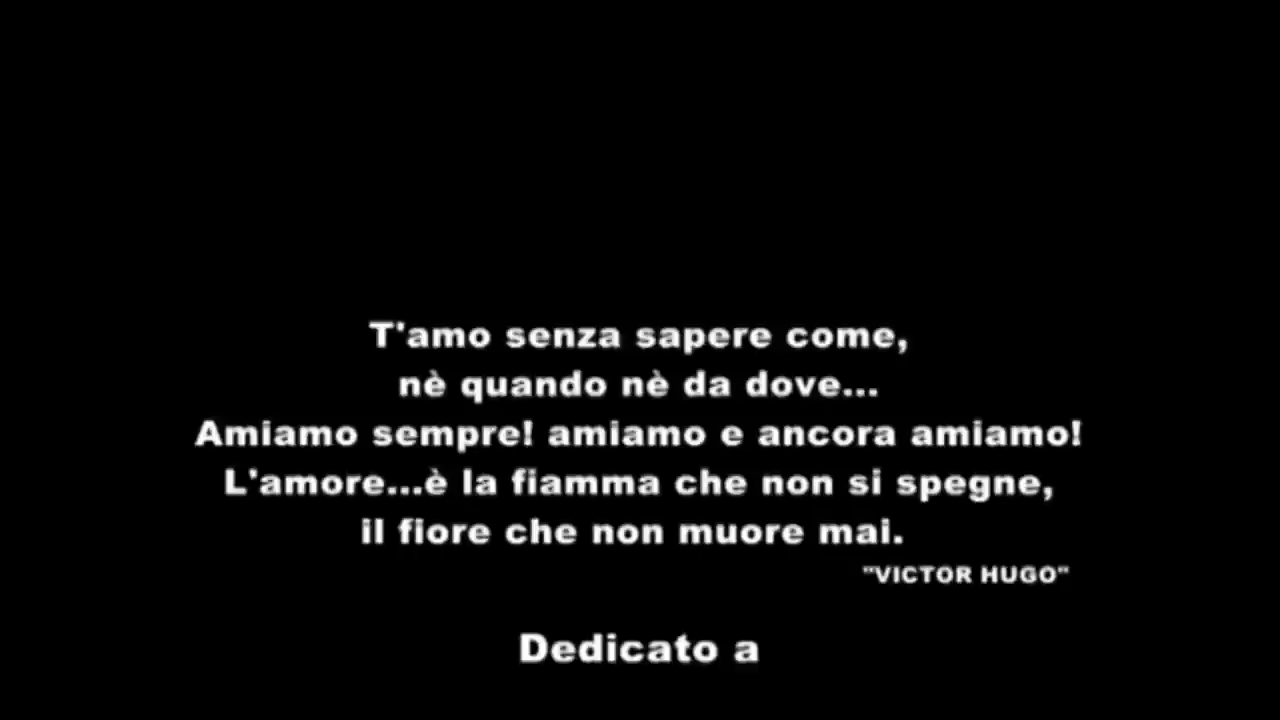 T'amo senza sapere come,
nè quando nè da dove...
Amiamo sempre! amiamo e ancora amiamo!
L'amore...è la fiamma che non si spegne,
il fiore che non muore mai.
"VICTOR HUGO"
Dedicato a